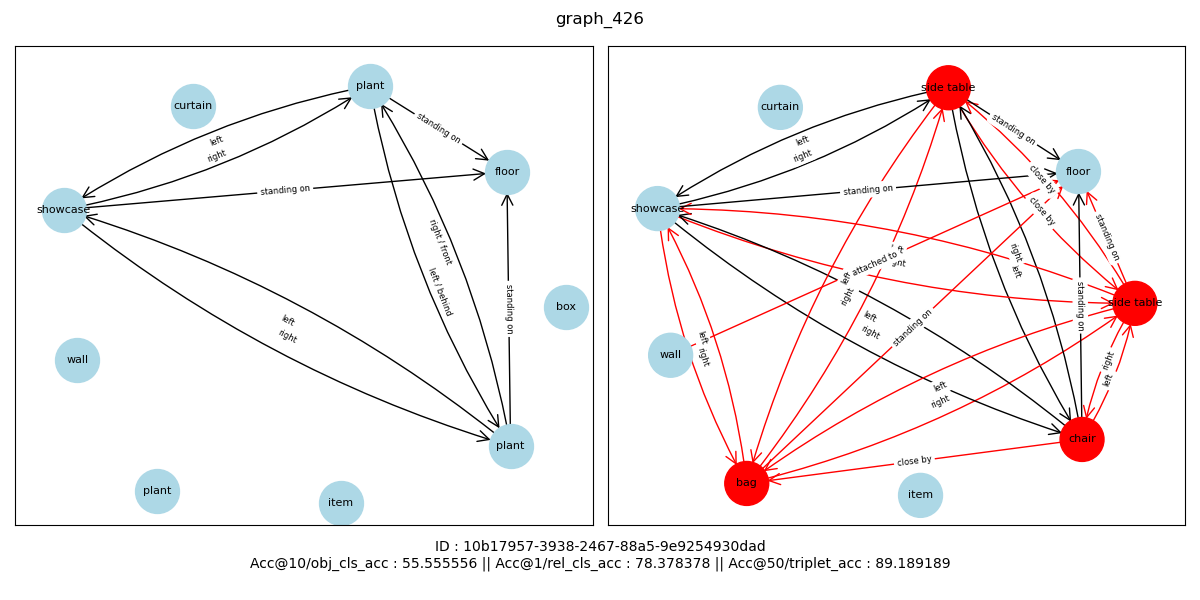 graph_426
plant
curtain
standing on
left
right
floor
standing on
showcase
right / front
left / behind
left
right
standing on
box
wall
plant
plant
item
side table
curtain
standing on
left
right
close by
floor
standing on
showcase
close by
standing on
right
left
attached to
left
right
side table
standing on
left
right
standing on
left
right
wall
right
left
left
right
chair
close by
bag
item
ID : 10b17957-3938-2467-88a5-9e9254930dad
Acc@10/obj_cls_acc : 55.555556 || Acc@1/rel_cls_acc : 78.378378 || Acc@50/triplet_acc : 89.189189